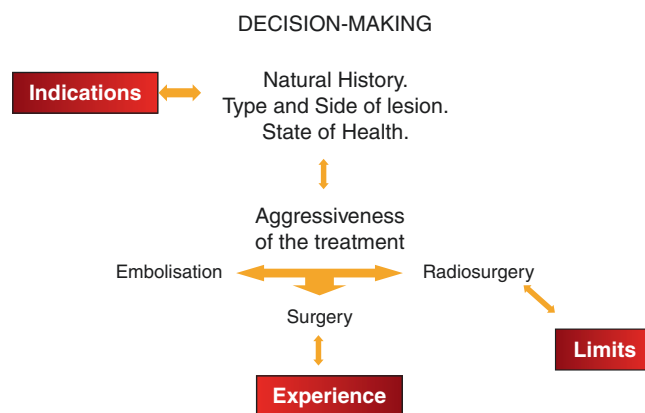 DECISION-MAKING
Indications
Natural History.
Type and Side of lesion.
State of Health.
Aggressiveness
of the treatment
Embolisation
Radiosurgery
Surgery
Limits
Experience